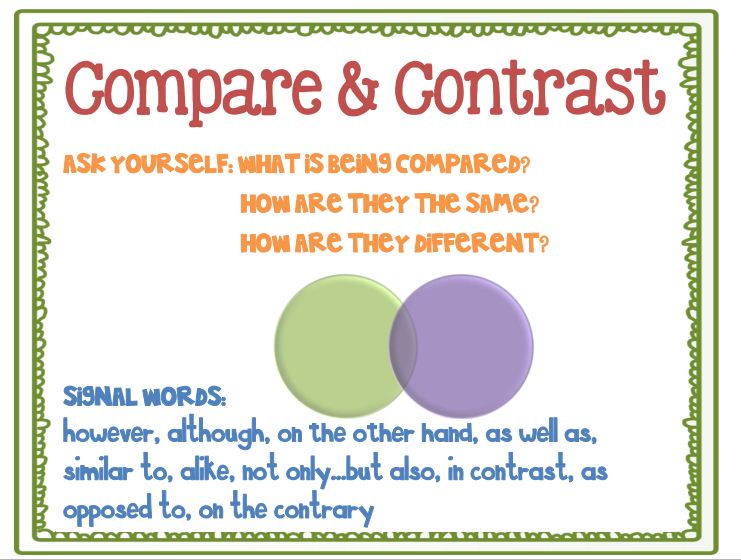 Compare & Contrast
ASK YOURSELF: WHAT IS BEING COMPARED?
HOW ARE THEY THE SAME?
HOW ARE THEY DIFFERENT?
SIGNAL WORDS:
however, although, on the other hand, as well as,
similar to, alike, not only...but also, in contrast, as
opposed to, on the contrary